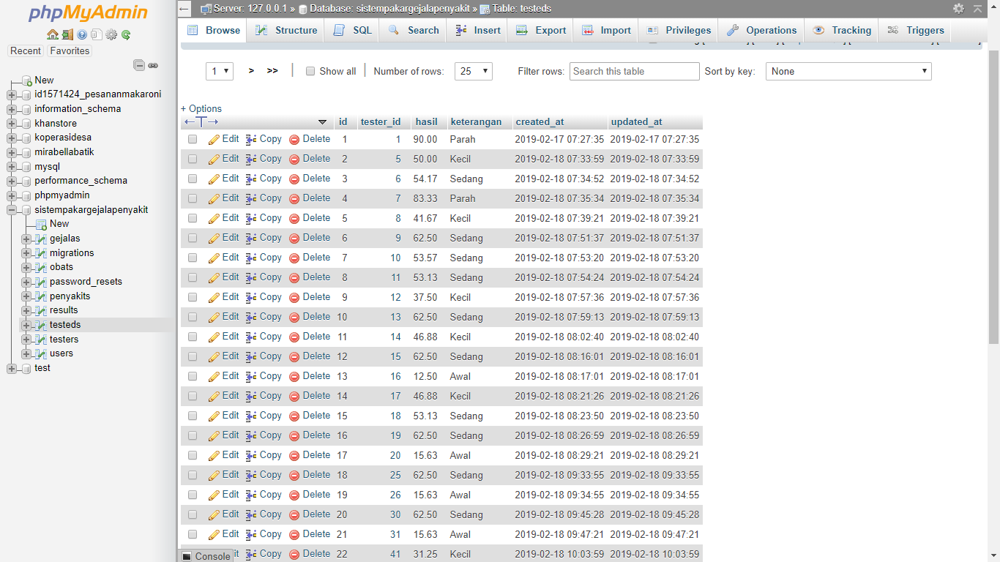 phpMyAdmin
Recent Favorites
New
id1571424_pesananmakaroni
information_schema
khanstore
koperasidesa
mirabellabatik
mysql
performance_schema
phpmyadmin
sistempakargejalapenyakit
New
gejalas
migrations
obats
password_resets
penyakits
results
testeds
testers
users
test
Server: 127.0.0.1 » Database: sistempakargejalapenyakit » Table: testeds
Browse Structure SQL Search Insert Export Import Privileges Operations Tracking Triggers
1 > >> Show all Number of rows: 25 Filter rows: Search this table Sort by key: None
+ Options
id tester_id hasil keterangan created_at updated_at
Edit Copy Delete 1 1 90.00 Parah 2019-02-17 07:27:35 2019-02-17 07:27:35
Edit Copy Delete 2 5 50.00 Kecil 2019-02-18 07:33:59 2019-02-18 07:33:59
Edit Copy Delete 3 6 54.17 Sedang 2019-02-18 07:34:52 2019-02-18 07:34:52
Edit Copy Delete 4 7 83.33 Parah 2019-02-18 07:35:34 2019-02-18 07:35:34
Edit Copy Delete 5 8 41.67 Kecil 2019-02-18 07:39:21 2019-02-18 07:39:21
Edit Copy Delete 6 9 62.50 Sedang 2019-02-18 07:51:37 2019-02-18 07:51:37
Edit Copy Delete 7 10 53.57 Sedang 2019-02-18 07:53:20 2019-02-18 07:53:20
Edit Copy Delete 8 11 53.13 Sedang 2019-02-18 07:54:24 2019-02-18 07:54:24
Edit Copy Delete 9 12 37.50 Kecil 2019-02-18 07:57:36 2019-02-18 07:57:36
Edit Copy Delete 10 13 62.50 Sedang 2019-02-18 07:59:13 2019-02-18 07:59:13
Edit Copy Delete 11 14 46.88 Kecil 2019-02-18 08:02:40 2019-02-18 08:02:40
Edit Copy Delete 12 15 62.50 Sedang 2019-02-18 08:16:01 2019-02-18 08:16:01
Edit Copy Delete 13 16 12.50 Awal 2019-02-18 08:17:01 2019-02-18 08:17:01
Edit Copy Delete 14 17 46.88 Kecil 2019-02-18 08:21:26 2019-02-18 08:21:26
Edit Copy Delete 15 18 53.13 Sedang 2019-02-18 08:23:50 2019-02-18 08:23:50
Edit Copy Delete 16 19 62.50 Sedang 2019-02-18 08:26:59 2019-02-18 08:26:59
Edit Copy Delete 17 20 15.63 Awal 2019-02-18 08:29:21 2019-02-18 08:29:21
Edit Copy Delete 18 25 62.50 Sedang 2019-02-18 09:33:55 2019-02-18 09:33:55
Edit Copy Delete 19 26 15.63 Awal 2019-02-18 09:34:55 2019-02-18 09:34:55
Edit Copy Delete 20 30 62.50 Sedang 2019-02-18 09:45:28 2019-02-18 09:45:28
Edit Copy Delete 21 31 15.63 Awal 2019-02-18 09:47:21 2019-02-18 09:47:21
Copy Delete 22 41 31.25 Kecil 2019-02-18 10:03:59 2019-02-18 10:03:59
Console